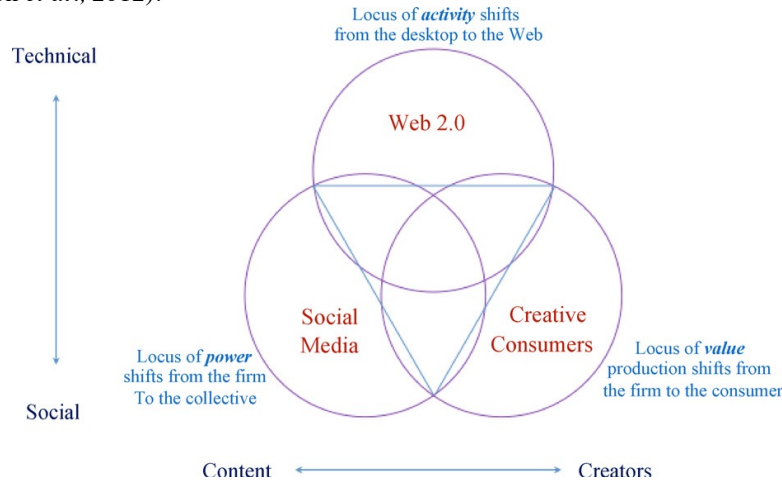 2012).
Locus of activity shifts
from the desktop to the Web
Technical
Web 2.0
Social
Media
Creative
Consumers
Locus of power
shifts from the firm
To the collective
Locus of value
production shifts from
the firm to the consumer
Social
Content
Creators